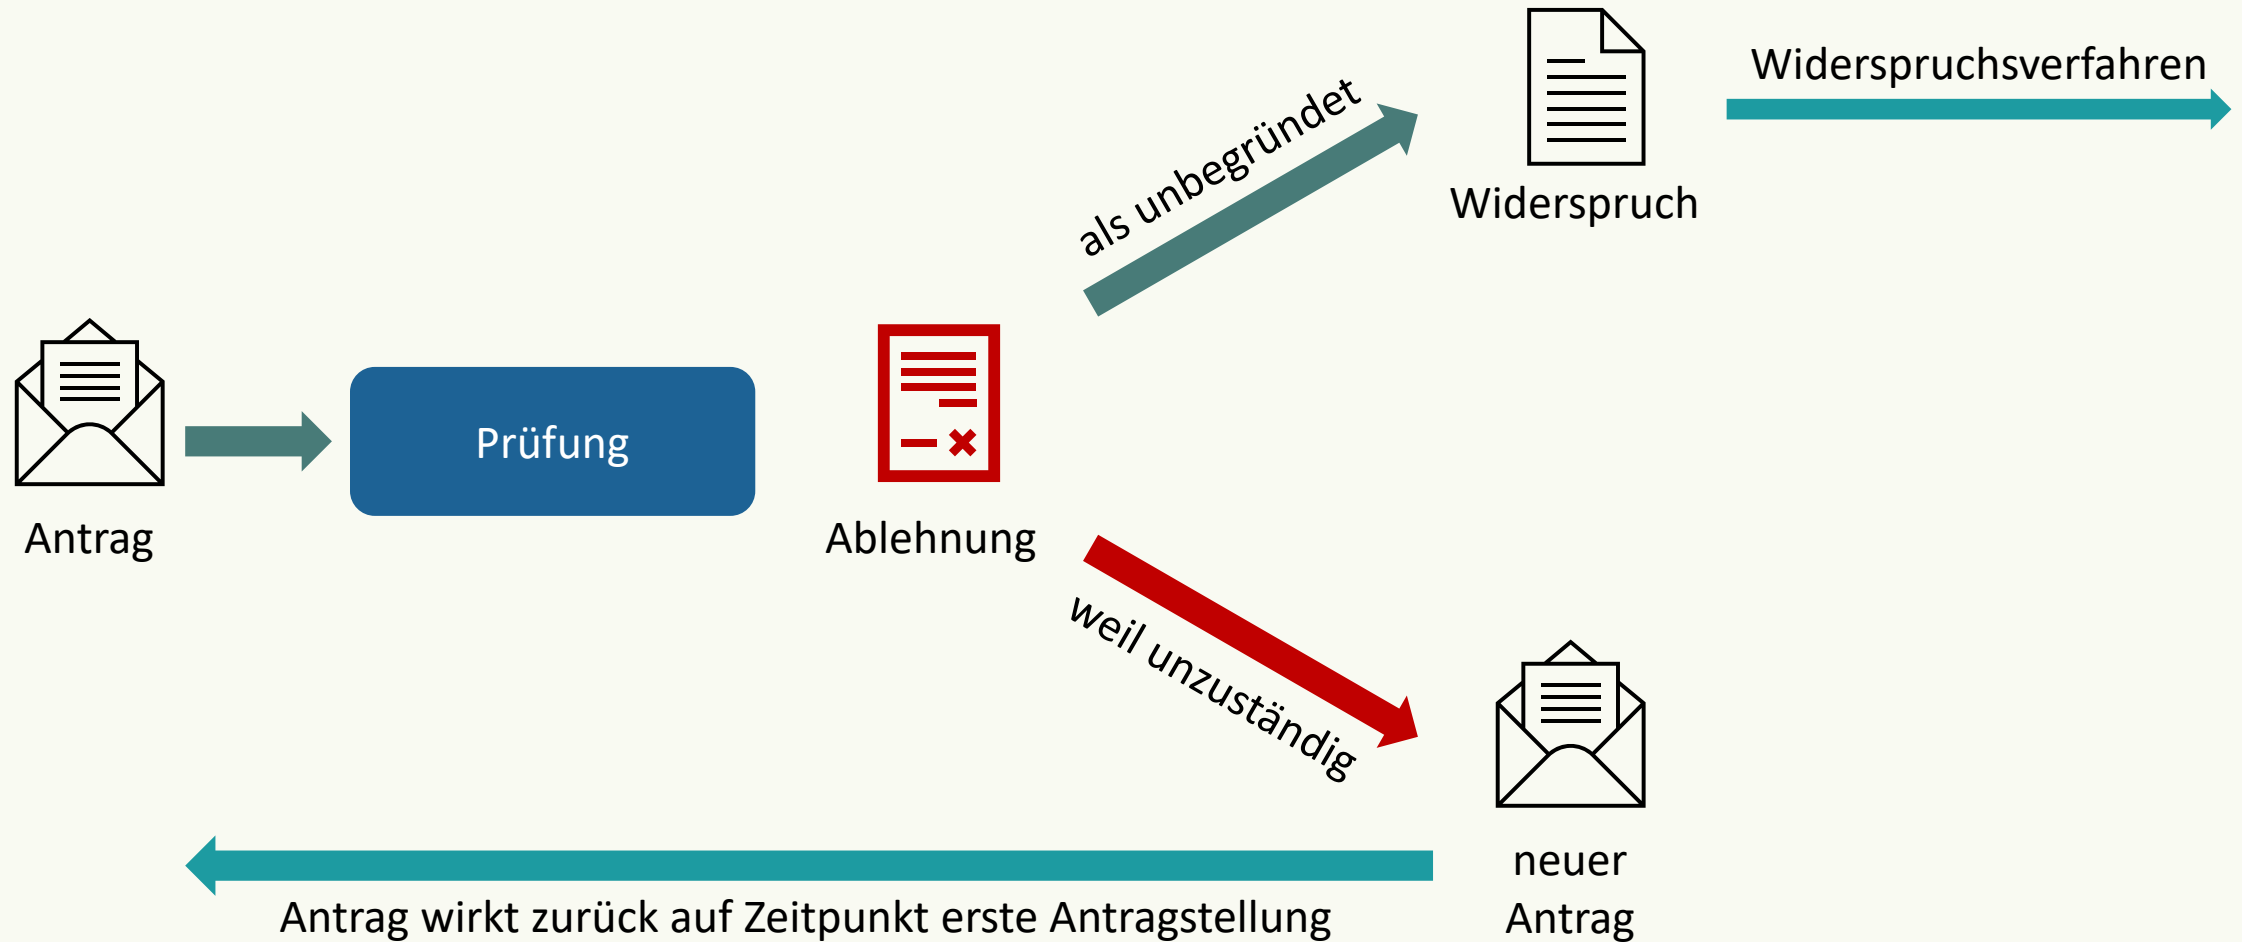 Widerspruchsverfahren
als unbegründet
Widerspruch
Prüfung
Antrag
Ablehnung
weil unzuständig
neuer
Antrag
Antrag wirkt zurück auf Zeitpunkt erste Antragstellung